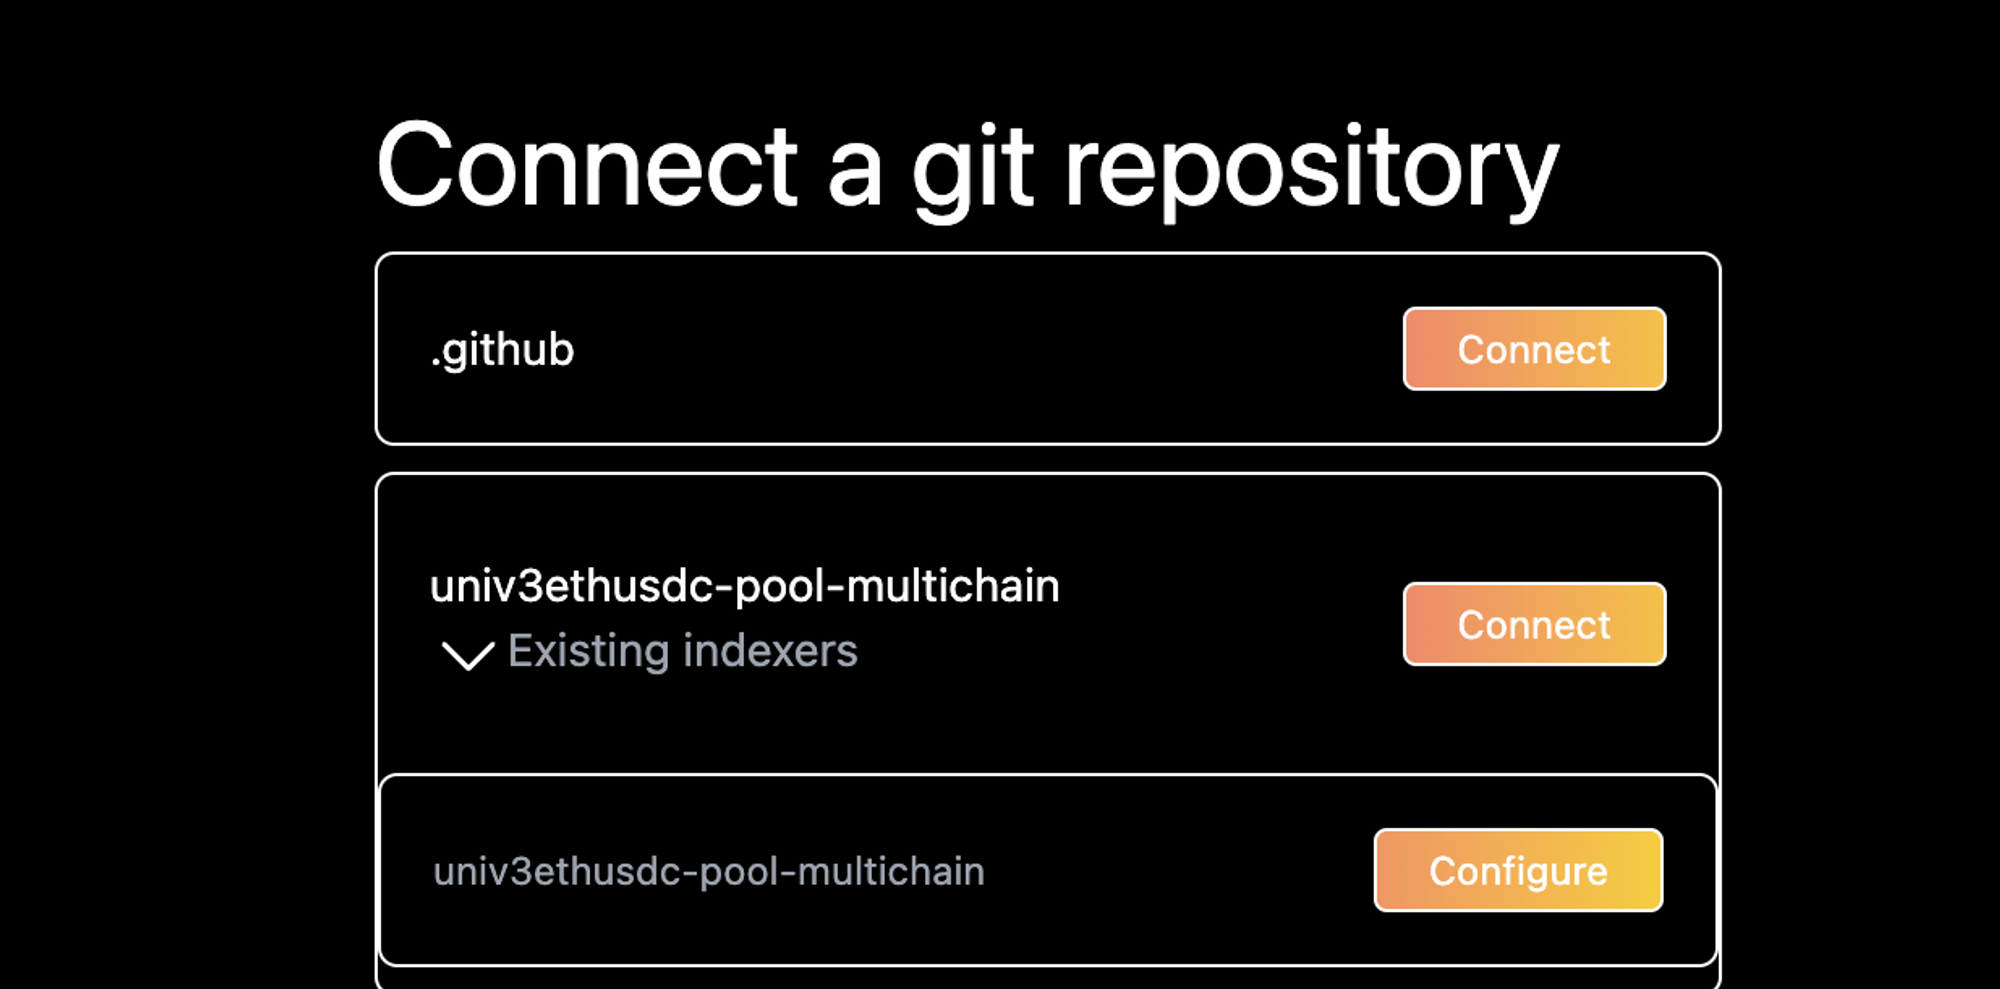 Connect a git repository
.github
Connect
univ3ethusdc-pool-multichain
Existing indexers
Connect
univ3ethusdc-pool-multichain
Configure